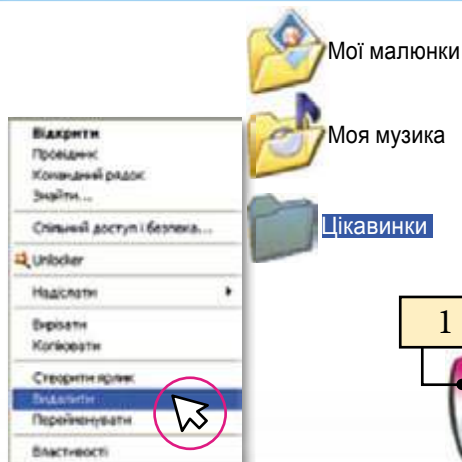 Мої малюнки
Моя музика
Цікавинки
Відкрити
Провідник
Командний рядок
Знайти...
Спільний доступ і безпека...
Unlocker
Надіслати
Вирізати
Копіювати
Створити ярлик
Видалити
Перейменувати
Властивості
1